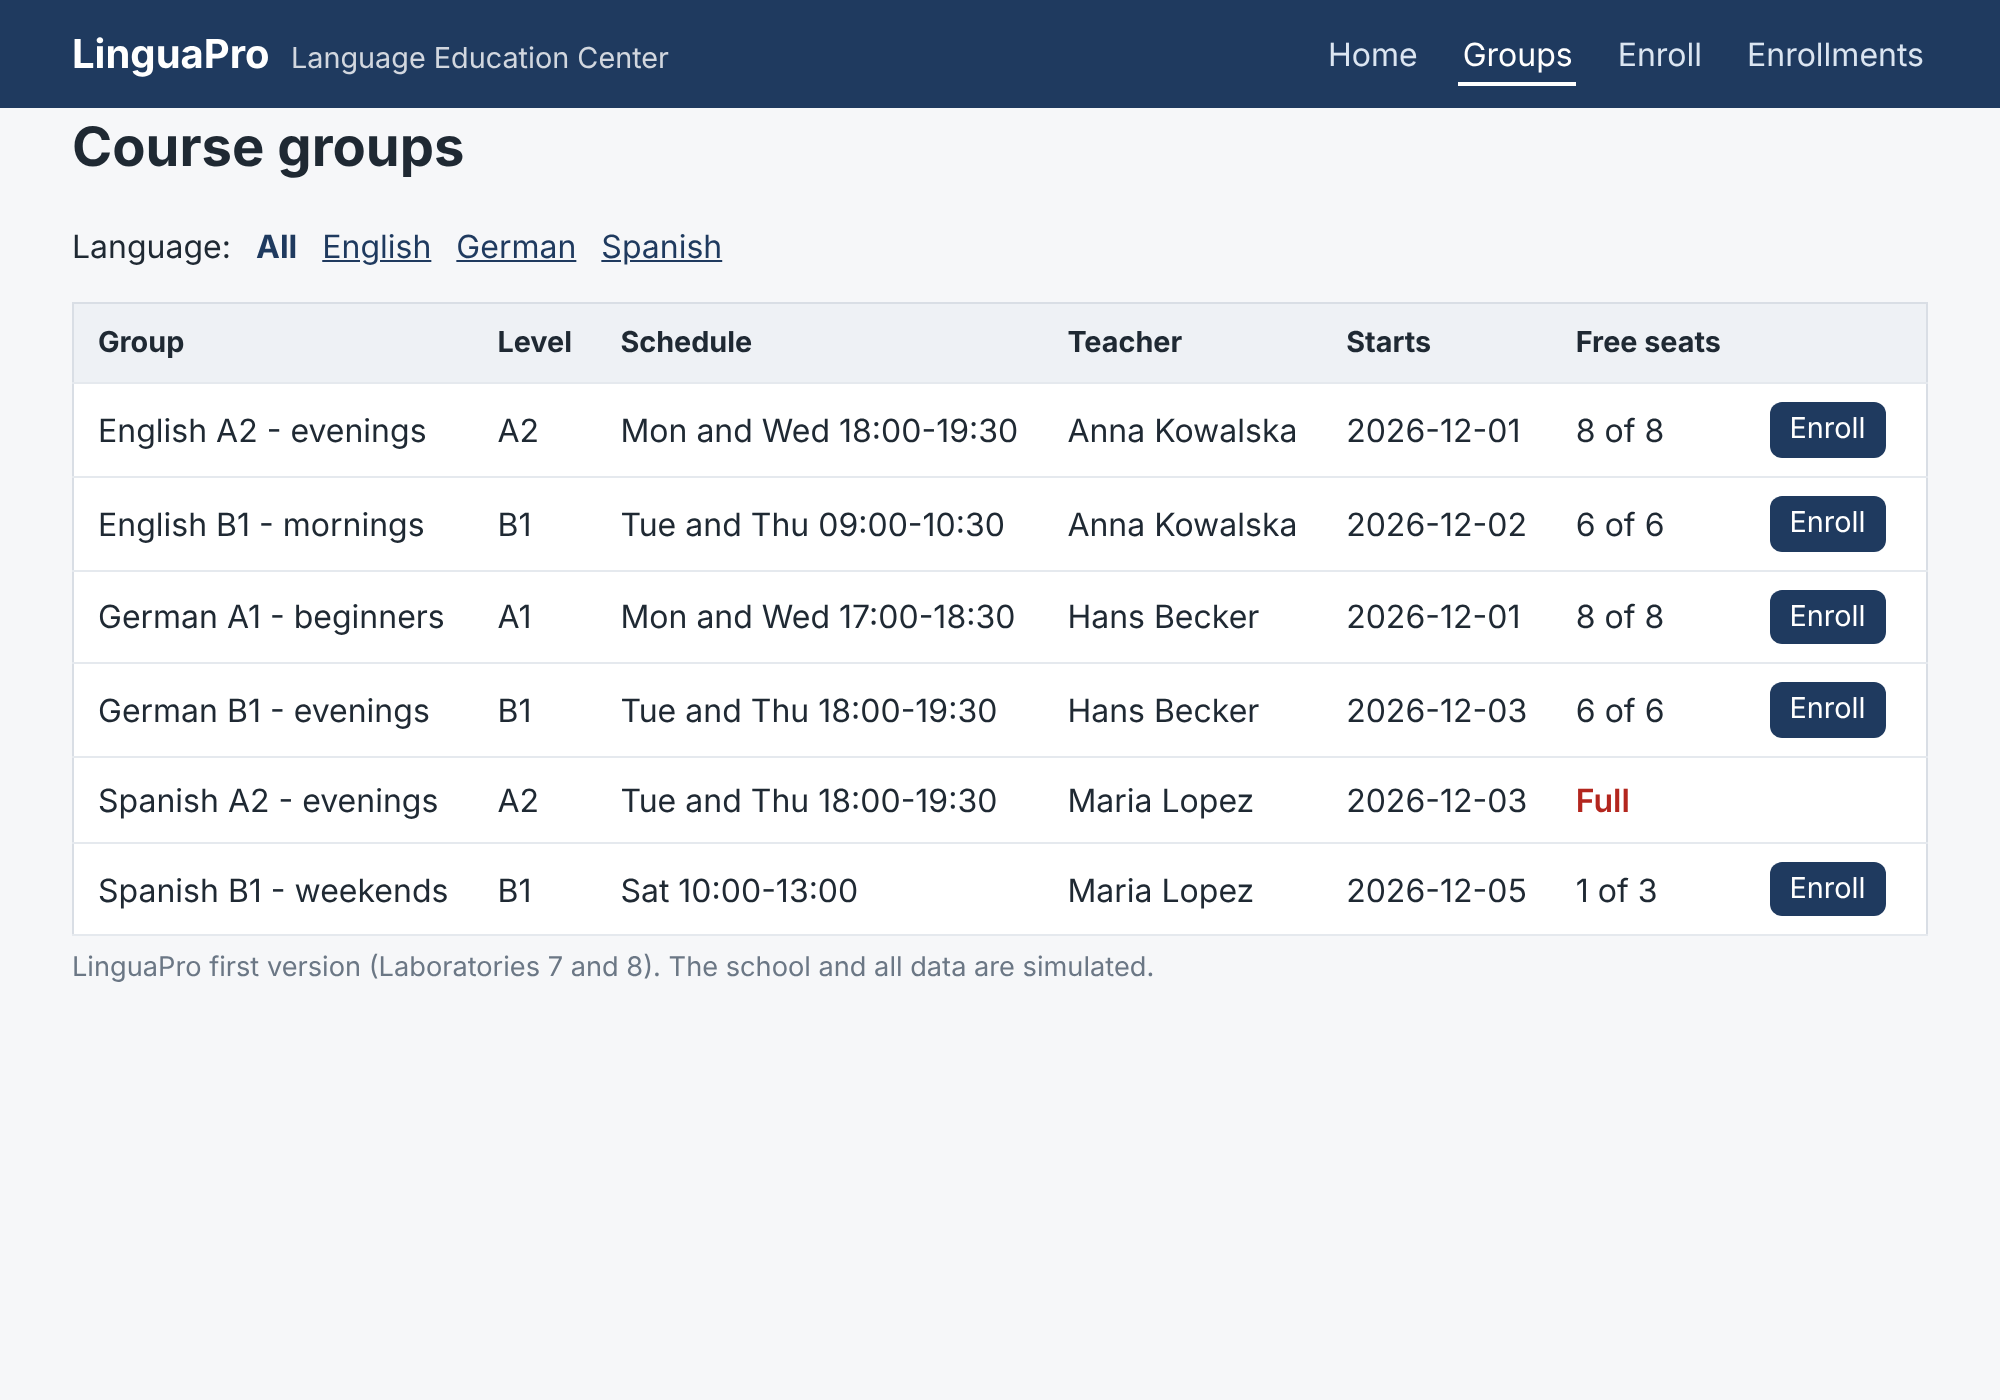 LinguaPro Language Education Center Home Groups Enroll Enrollments
Course groups
Language: All English German Spanish
Group Level Schedule Teacher Starts Free seats
English A2 - evenings A2 Mon and Wed 18:00-19:30 Anna Kowalska 2026-12-01 8 of 8 Enroll
English B1 - mornings B1 Tue and Thu 09:00-10:30 Anna Kowalska 2026-12-02 6 of 6 Enroll
German A1 - beginners A1 Mon and Wed 17:00-18:30 Hans Becker 2026-12-01 8 of 8 Enroll
German B1 - evenings B1 Tue and Thu 18:00-19:30 Hans Becker 2026-12-03 6 of 6 Enroll
Spanish A2 - evenings A2 Tue and Thu 18:00-19:30 Maria Lopez 2026-12-03 Full
Spanish B1 - weekends B1 Sat 10:00-13:00 Maria Lopez 2026-12-05 1 of 3 Enroll
LinguaPro first version (Laboratories 7 and 8). The school and all data are simulated.